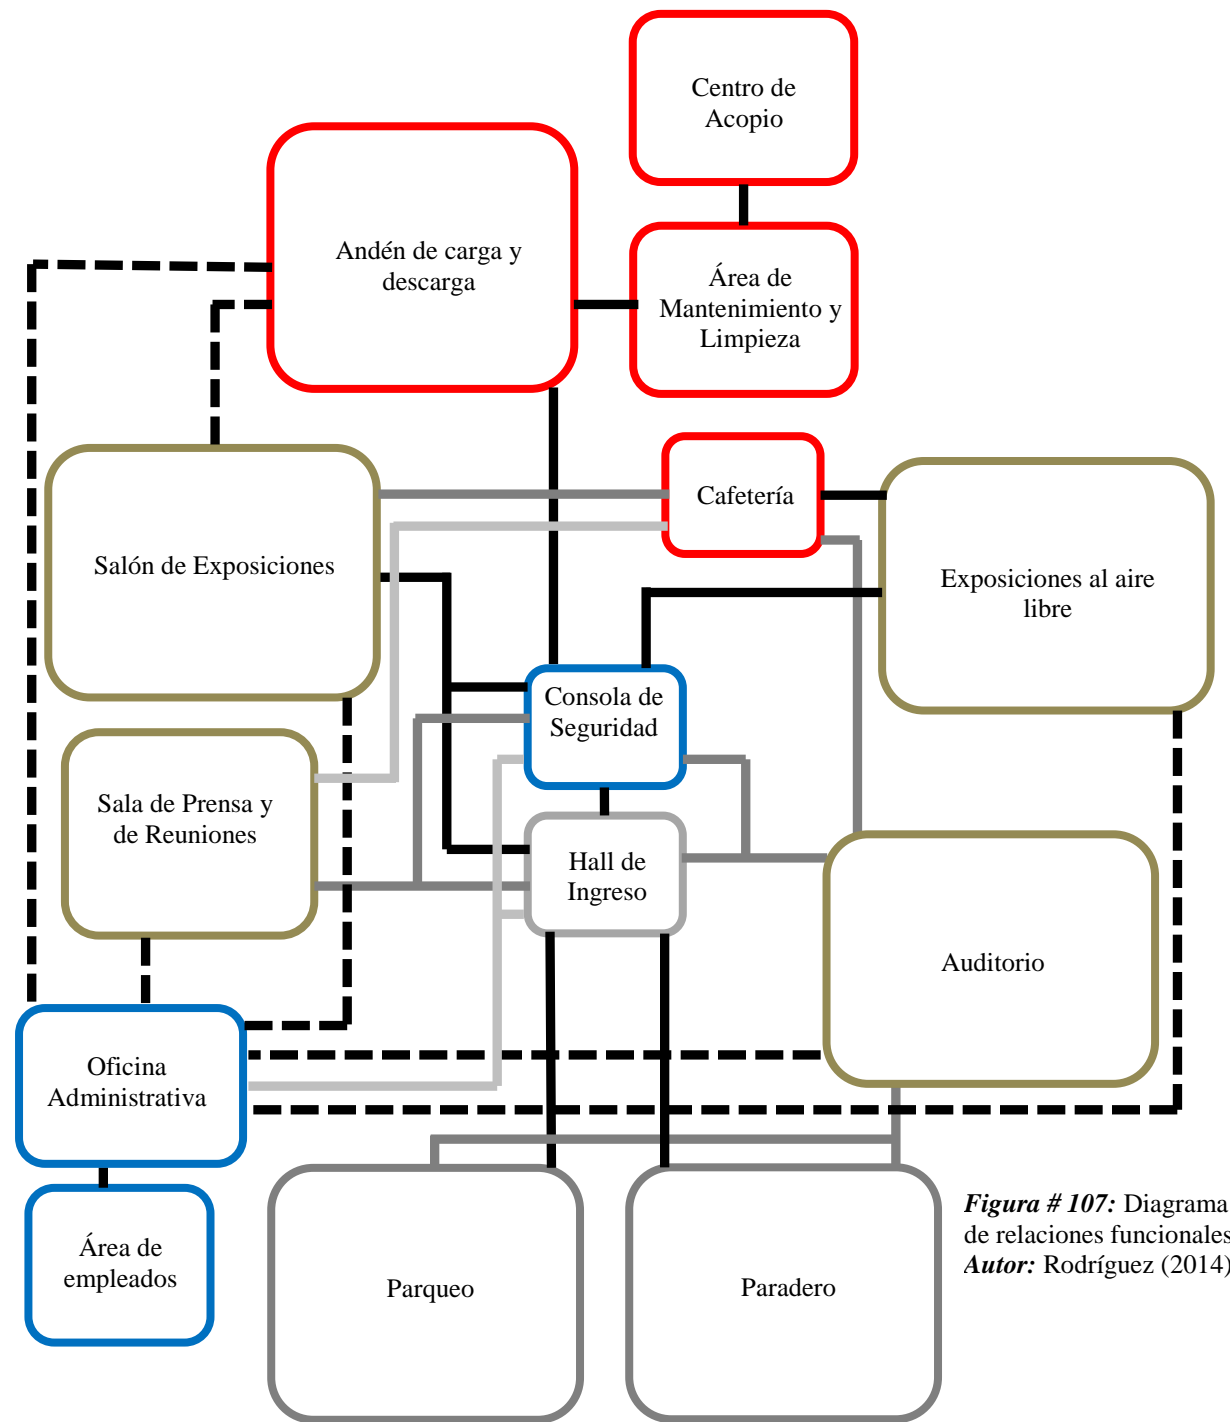 Centro de
Acopio
Andén de carga y
descarga
Área de
Mantenimiento y
Limpieza
Cafetería
Salón de Exposiciones
Exposiciones al aire
libre
Consola de
Seguridad
Sala de Prensa y
de Reuniones
Hall de
Ingreso
Auditorio
Oficina
Administrativa
Área de
empleados
Parqueo
Paradero
Figura # 107: Diagrama
de relaciones funcionales
Autor: Rodríguez (2014)